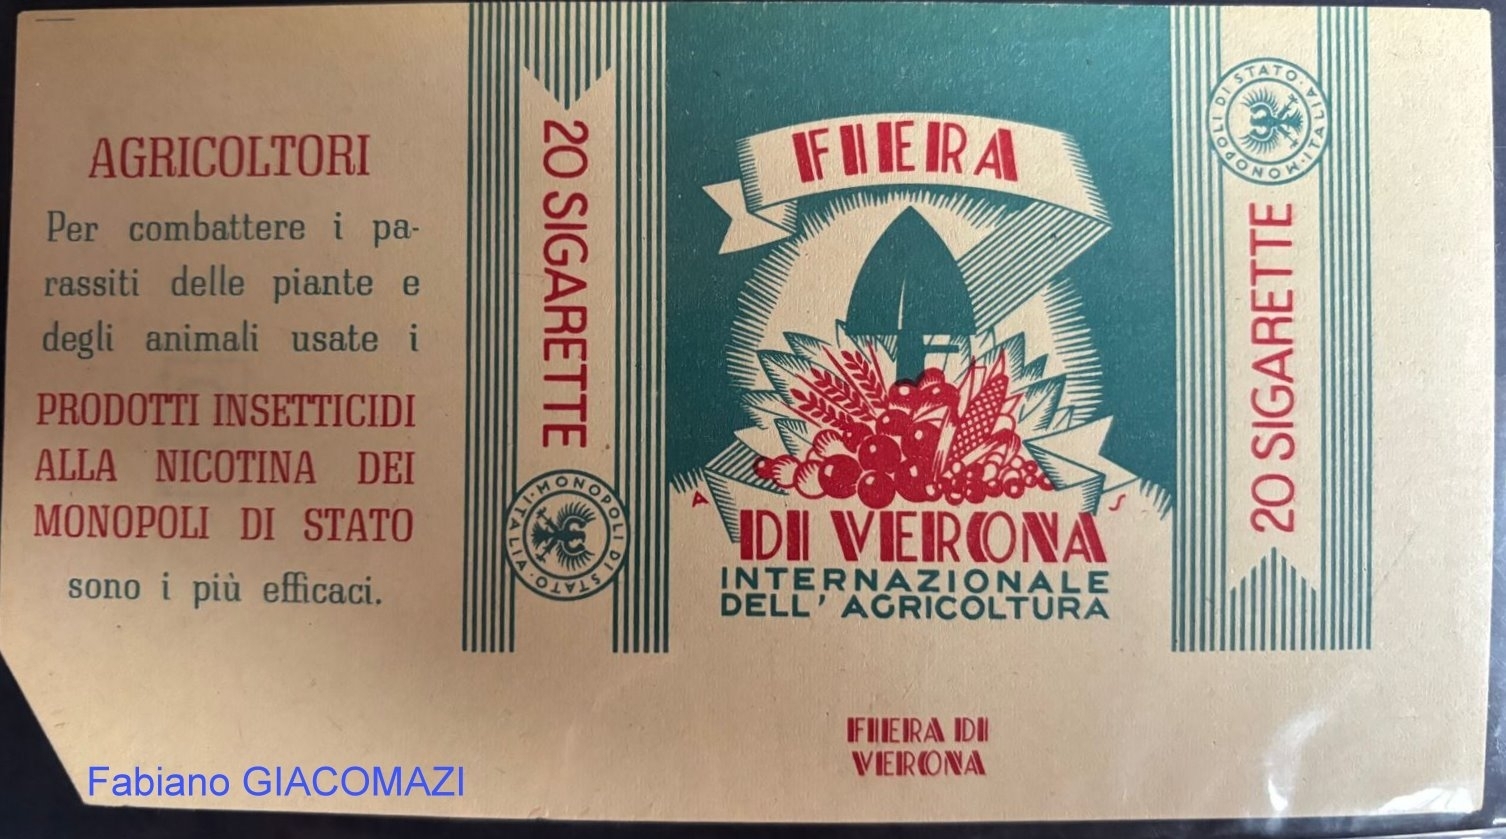 AGRICOLTORI
Per combattere i pa-
rassiti delle piante e
degli animali usate i
PRODOTTI INSETTICIDI
ALLA NICOTINA DEI
MONOPOLI DI STATO
sono i più efficaci.
20 SIGARETTE
MONOPOLI DI STATO · ITALIA ·
FIERA
A S
DI VERONA
INTERNAZIONALE
DELL' AGRICOLTURA
FIERA DI
VERONA
MONOPOLI DI STATO · ITALIA ·
20 SIGARETTE
Fabiano GIACOMAZI